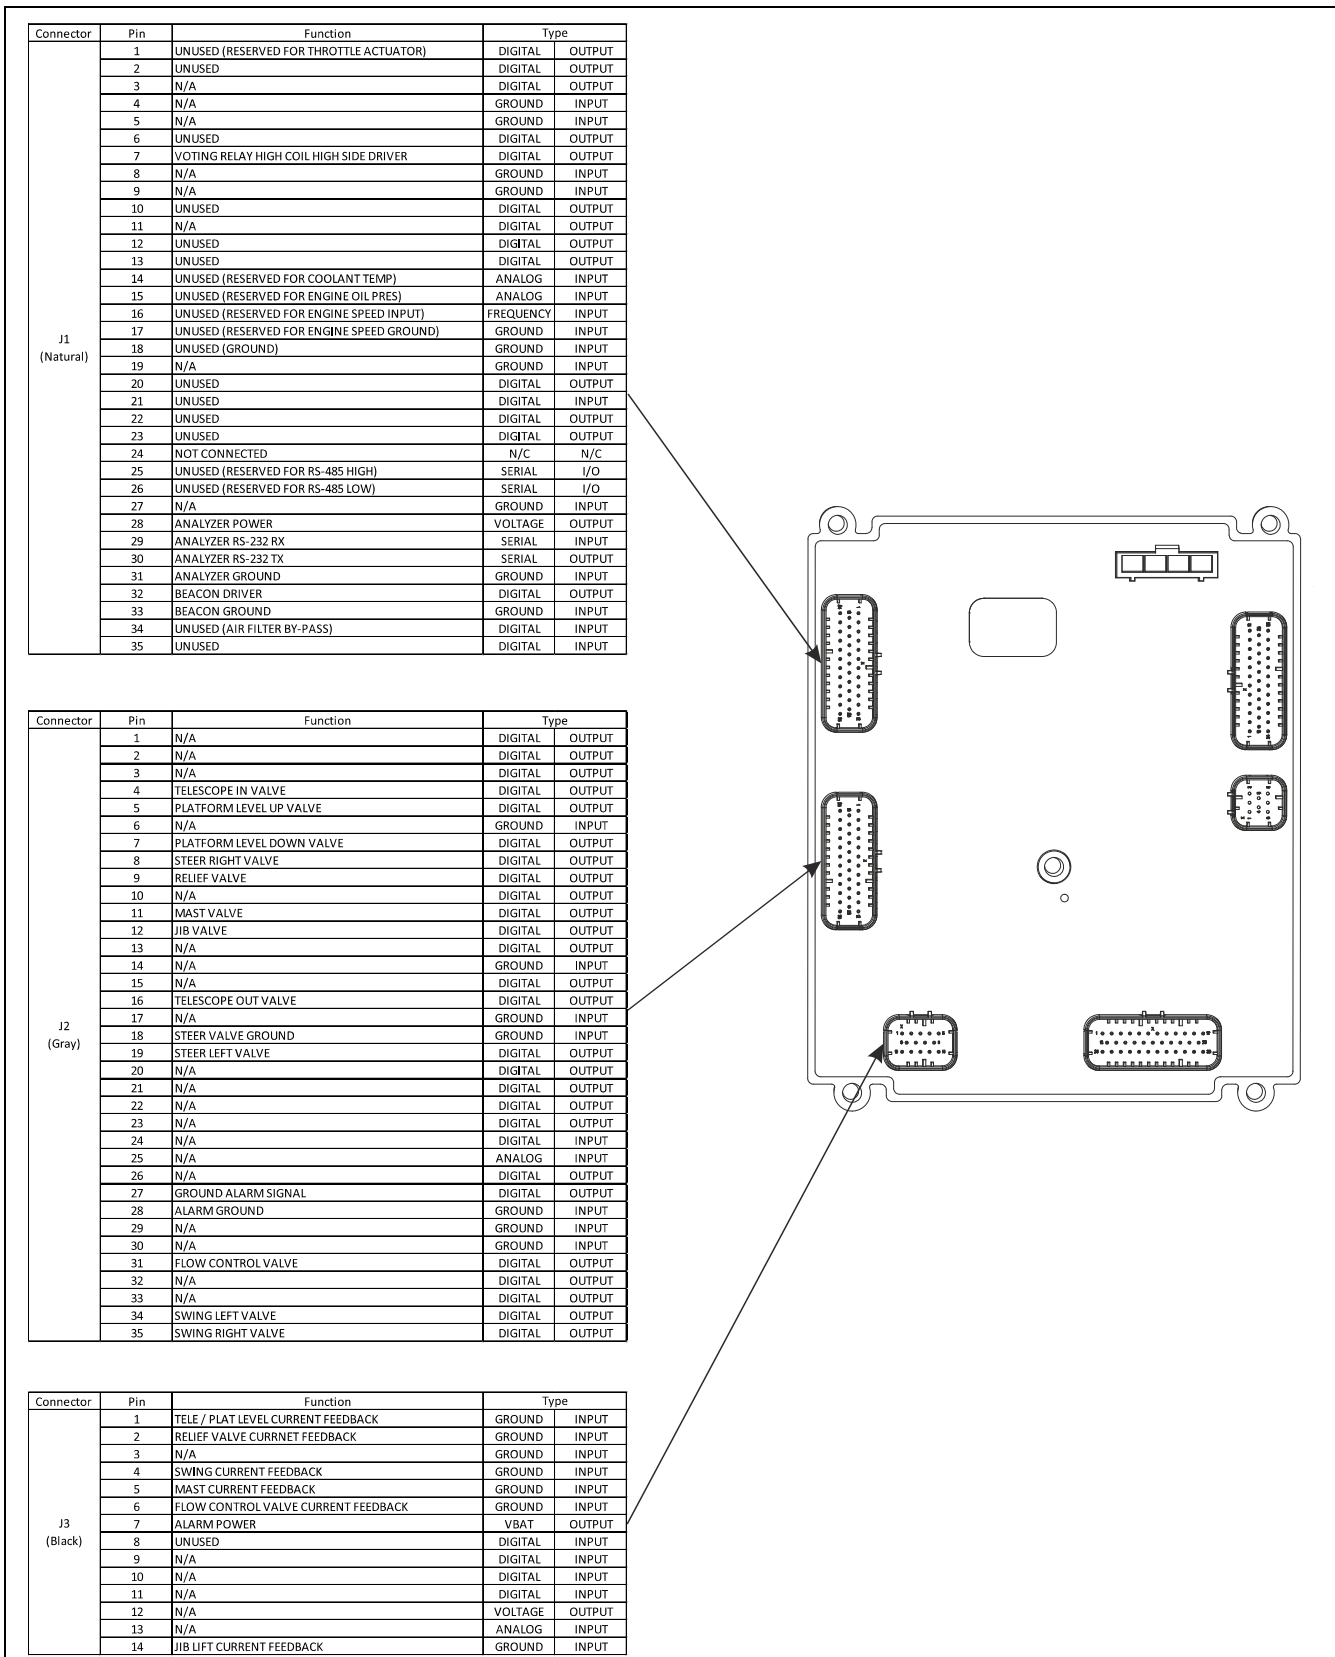 Connector Pin Function Type
1 UNUSED (RESERVED FOR THROTTLE ACTUATOR) DIGITAL OUTPUT
2 UNUSED DIGITAL OUTPUT
3 N/A DIGITAL OUTPUT
4 N/A GROUND INPUT
5 N/A GROUND INPUT
6 UNUSED DIGITAL OUTPUT
7 VOTING RELAY HIGH COIL HIGH SIDE DRIVER DIGITAL OUTPUT
8 N/A GROUND INPUT
9 N/A GROUND INPUT
10 UNUSED DIGITAL OUTPUT
11 N/A DIGITAL OUTPUT
12 UNUSED DIGITAL OUTPUT
13 UNUSED DIGITAL OUTPUT
14 UNUSED (RESERVED FOR COOLANT TEMP) ANALOG INPUT
15 UNUSED (RESERVED FOR ENGINE OIL PRES) ANALOG INPUT
16 UNUSED (RESERVED FOR ENGINE SPEED INPUT) FREQUENCY INPUT
17 UNUSED (RESERVED FOR ENGINE SPEED GROUND) GROUND INPUT
J1
(Natural)
18 UNUSED (GROUND) GROUND INPUT
19 N/A GROUND INPUT
20 UNUSED DIGITAL OUTPUT
21 UNUSED DIGITAL INPUT
22 UNUSED DIGITAL OUTPUT
23 UNUSED DIGITAL OUTPUT
24 NOT CONNECTED N/C N/C
25 UNUSED (RESERVED FOR RS-485 HIGH) SERIAL I/O
26 UNUSED (RESERVED FOR RS-485 LOW) SERIAL I/O
27 N/A GROUND INPUT
28 ANALYZER POWER VOLTAGE OUTPUT
29 ANALYZER RS-232 RX SERIAL INPUT
30 ANALYZER RS-232 TX SERIAL OUTPUT
31 ANALYZER GROUND GROUND INPUT
32 BEACON DRIVER DIGITAL OUTPUT
33 BEACON GROUND GROUND INPUT
34 UNUSED (AIR FILTER BY-PASS) DIGITAL INPUT
35 UNUSED DIGITAL INPUT
Connector Pin Function Type
1 N/A DIGITAL OUTPUT
2 N/A DIGITAL OUTPUT
3 N/A DIGITAL OUTPUT
4 TELESCOPE IN VALVE DIGITAL OUTPUT
5 PLATFORM LEVEL UP VALVE DIGITAL OUTPUT
6 N/A GROUND INPUT
7 PLATFORM LEVEL DOWN VALVE DIGITAL OUTPUT
8 STEER RIGHT VALVE DIGITAL OUTPUT
9 RELIEF VALVE DIGITAL OUTPUT
10 N/A DIGITAL OUTPUT
11 MAST VALVE DIGITAL OUTPUT
12 JIB VALVE DIGITAL OUTPUT
13 N/A DIGITAL OUTPUT
14 N/A GROUND INPUT
15 N/A DIGITAL OUTPUT
16 TELESCOPE OUT VALVE DIGITAL OUTPUT
17 N/A GROUND INPUT
J2
(Gray)
18 STEER VALVE GROUND GROUND INPUT
19 STEER LEFT VALVE DIGITAL OUTPUT
20 N/A DIGITAL OUTPUT
21 N/A DIGITAL OUTPUT
22 N/A DIGITAL OUTPUT
23 N/A DIGITAL OUTPUT
24 N/A DIGITAL INPUT
25 N/A ANALOG INPUT
26 N/A DIGITAL OUTPUT
27 GROUND ALARM SIGNAL DIGITAL OUTPUT
28 ALARM GROUND GROUND INPUT
29 N/A GROUND INPUT
30 N/A GROUND INPUT
31 FLOW CONTROL VALVE DIGITAL OUTPUT
32 N/A DIGITAL OUTPUT
33 N/A DIGITAL OUTPUT
34 SWING LEFT VALVE DIGITAL OUTPUT
35 SWING RIGHT VALVE DIGITAL OUTPUT
Connector Pin Function Type
1 TELE / PLAT LEVEL CURRENT FEEDBACK GROUND INPUT
2 RELIEF VALVE CURRNET FEEDBACK GROUND INPUT
3 N/A GROUND INPUT
4 SWING CURRENT FEEDBACK GROUND INPUT
5 MAST CURRENT FEEDBACK GROUND INPUT
6 FLOW CONTROL VALVE CURRENT FEEDBACK GROUND INPUT
J3
(Black)
7 ALARM POWER VBAT OUTPUT
8 UNUSED DIGITAL INPUT
9 N/A DIGITAL INPUT
10 N/A DIGITAL INPUT
11 N/A DIGITAL INPUT
12 N/A VOLTAGE OUTPUT
13 N/A ANALOG INPUT
14 JIB LIFT CURRENT FEEDBACK GROUND INPUT